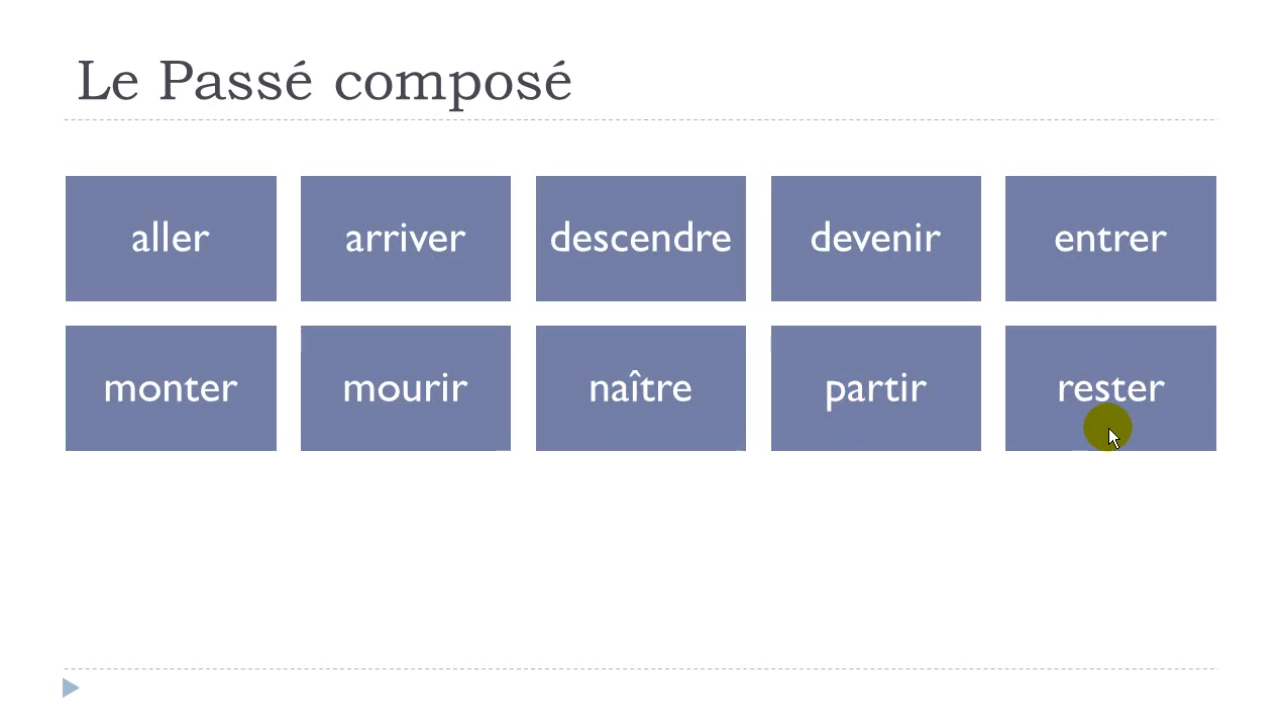 Le Passé composé
aller
arriver
descendre
devenir
entrer
monter
mourir
naître
partir
rester